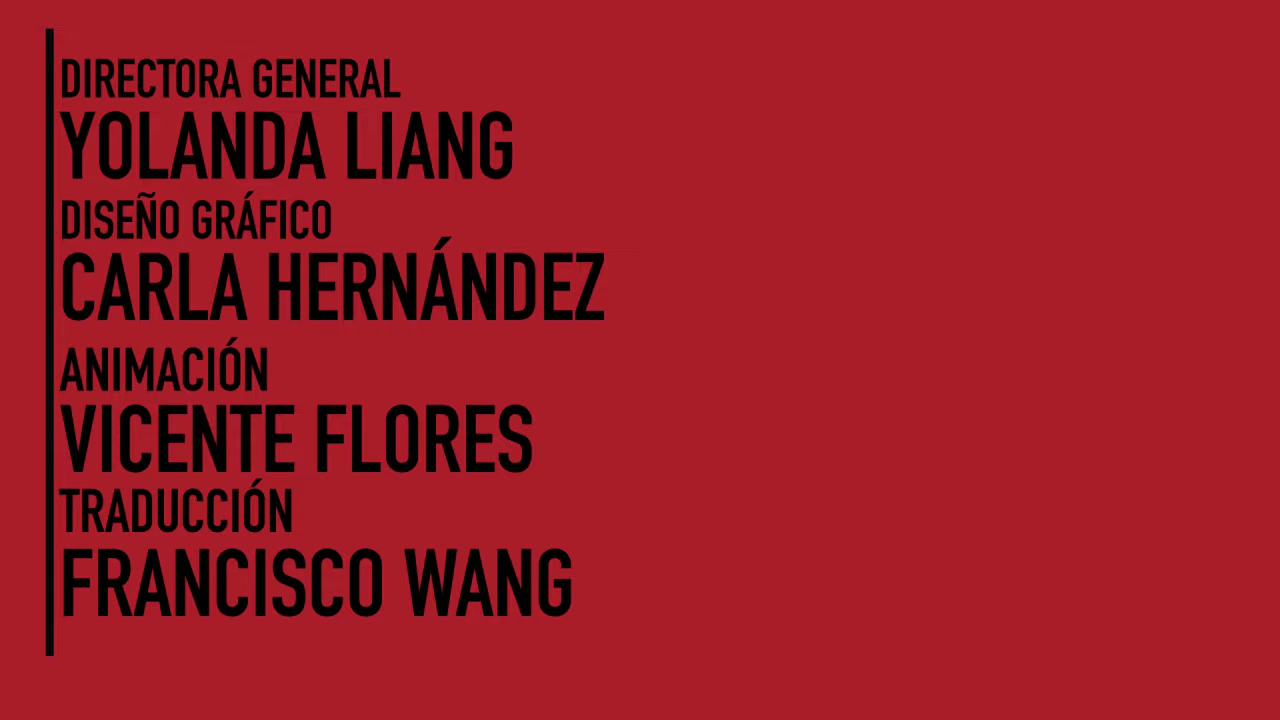 DIRECTORA GENERAL
YOLANDA LIANG
DISEÑO GRÁFICO
CARLA HERNÁNDEZ
ANIMACIÓN
VICENTE FLORES
TRADUCCIÓN
FRANCISCO WANG